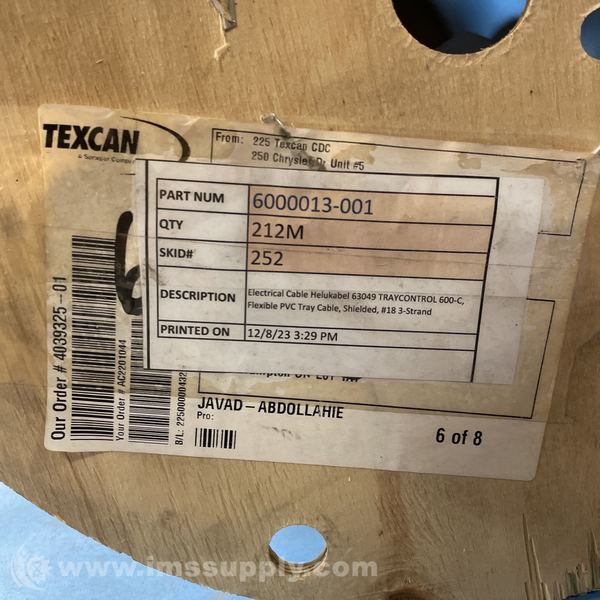 TEXCAN
From: 225 Texcan CDC
250 Chrysler Dr Unit #5
PART NUM 6000013-001
QTY 212M
SKID# 252
DESCRIPTION Electrical Cable Helukabel 63049 TRAYCONTROL 600-C,
Flexible PVC Tray Cable, Shielded, #18 3-Strand
PRINTED ON 12/8/23 3:29 PM
Our Order # 4039325-01
Your Order # AC2201044
JAVAD-ABDOLLAHIE
Pro:
6 of 8
www.imssupply.com